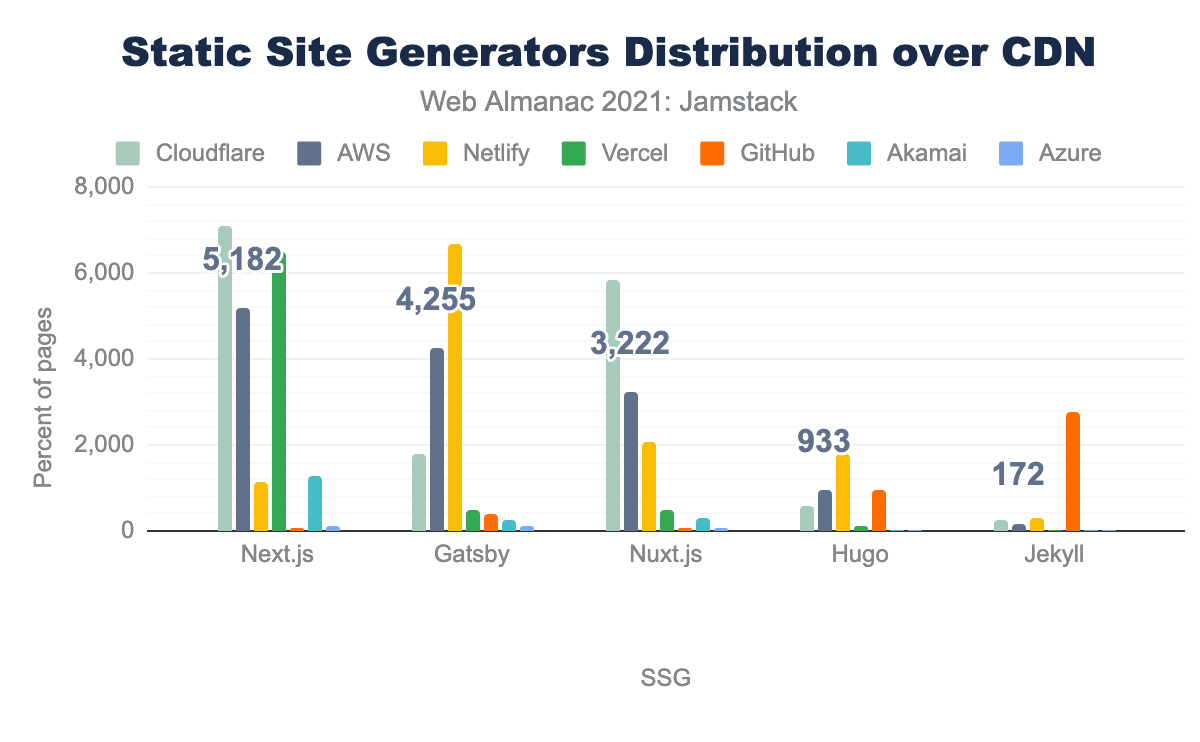 Static Site Generators Distribution over CDN
Web Almanac 2021: Jamstack
Cloudflare AWS Netlify Vercel GitHub Akamai Azure
8,000
6,000
4,000
2,000
0
Percent of pages
5,182
4,255
3,222
933
172
Next.js Gatsby Nuxt.js Hugo Jekyll
SSG